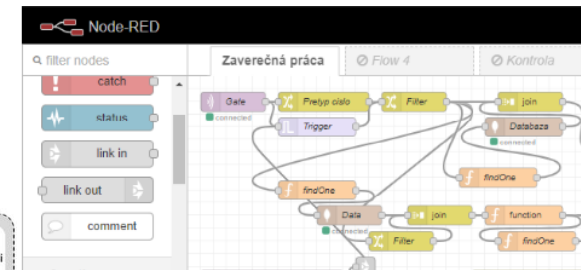 Node-RED
filter nodes
Zaverečná práca
Flow 4
Kontrola
catch
status
link in
link out
comment
Gate
connected
Pretyp cislo
Filter
join
Trigger
Databaza
connected
findOne
findOne
Data
connected
join
function
Filter
findOne
i